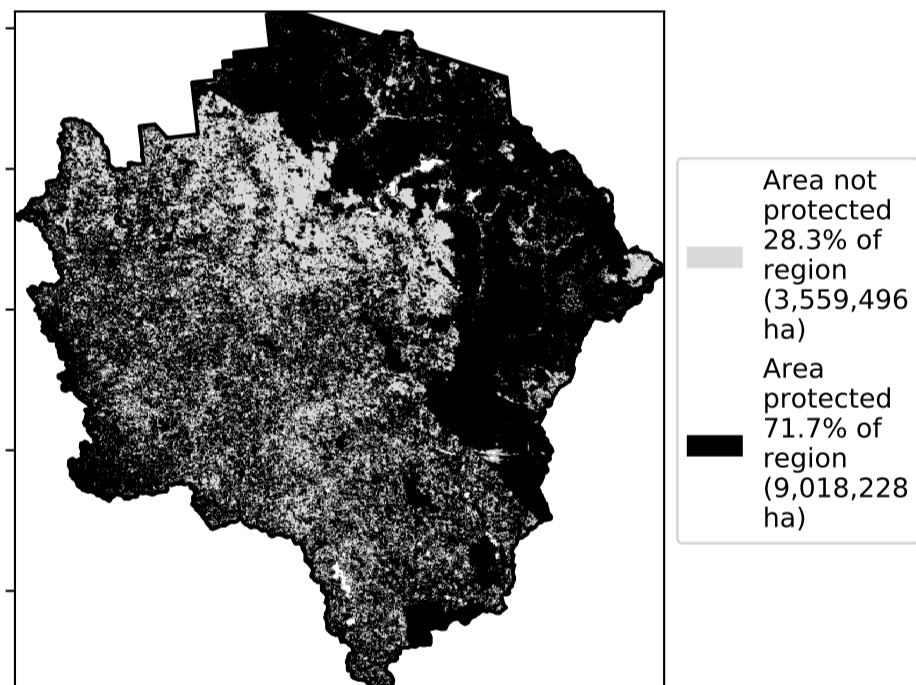 Area not
protected
28.3% of
region
(3,559,496
ha)
Area
protected
71.7% of
region
(9,018,228
ha)